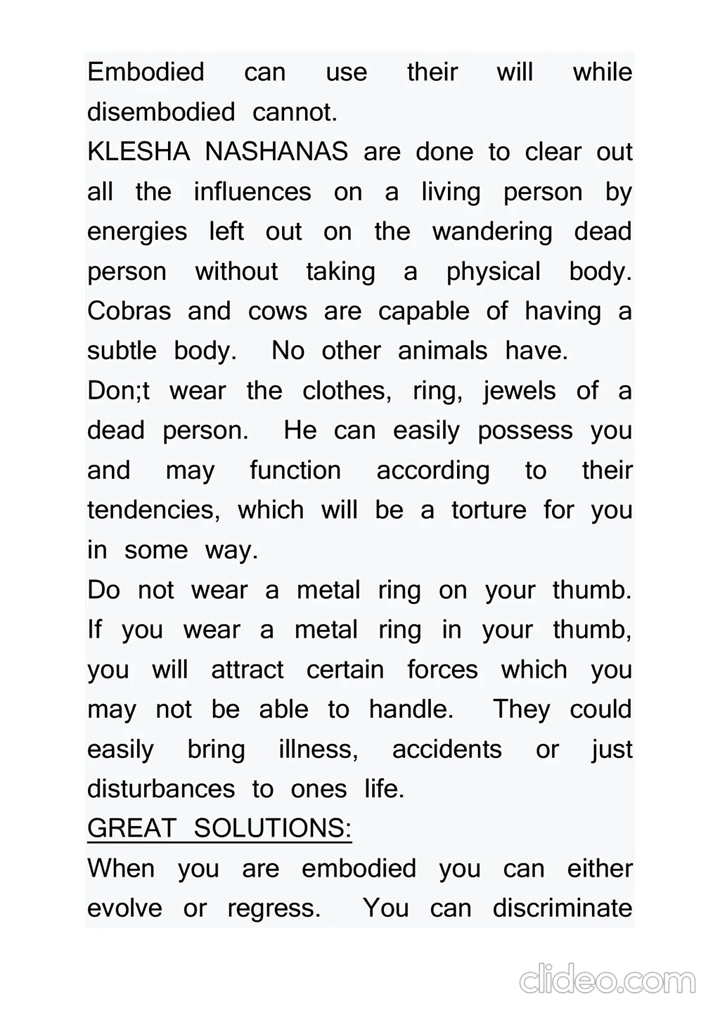 Embodied can use their will while
disembodied cannot.
KLESHA NASHANAS are done to clear out
all the influences on a living person by
energies left out on the wandering dead
person without taking a physical body.
Cobras and cows are capable of having a
subtle body. No other animals have.
Don;t wear the clothes, ring, jewels of a
dead person. He can easily possess you
and may function according to their
tendencies, which will be a torture for you
in some way.
Do not wear a metal ring on your thumb.
If you wear a metal ring in your thumb,
you will attract certain forces which you
may not be able to handle. They could
easily bring illness, accidents or just
disturbances to ones life.
GREAT SOLUTIONS:
When you are embodied you can either
evolve or regress. You can discriminate
clideo.com